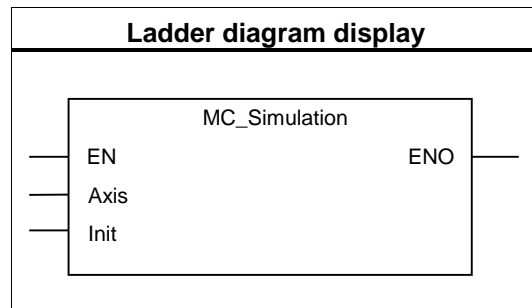 Ladder diagram display
MC_Simulation
EN ENO
Axis
Init